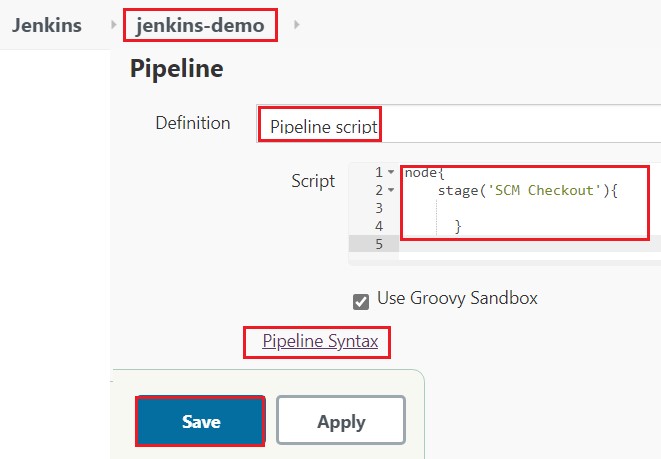 Jenkins jenkins-demo
Pipeline
Definition Pipeline script
Script 1 node{
2 stage('SCM Checkout'){
3
4 }
5
Use Groovy Sandbox
Pipeline Syntax
Save Apply